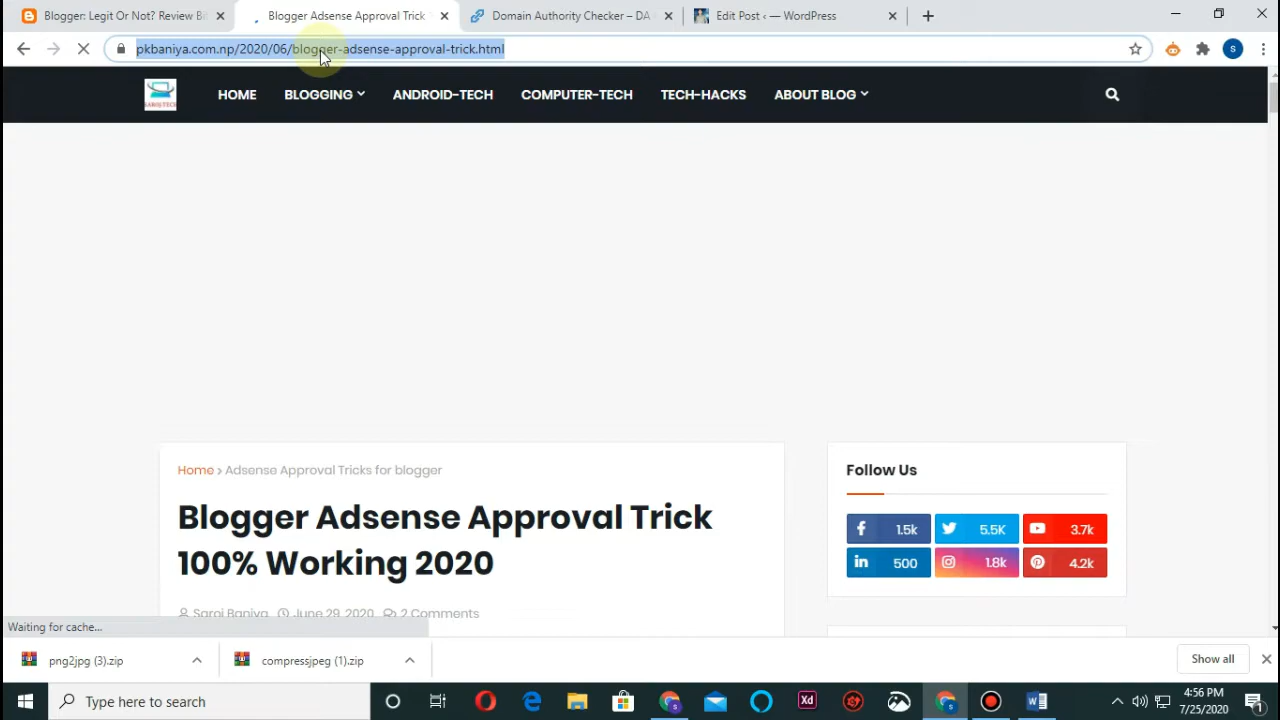 Blogger: Legit Or Not? Review Bl
Blogger Adsense Approval Trick
Domain Authority Checker – DA
Edit Post ‹ — WordPress
pkbaniya.com.np/2020/06/blogger-adsense-approval-trick.html
HOME BLOGGING ANDROID-TECH COMPUTER-TECH TECH-HACKS ABOUT BLOG
Home › Adsense Approval Tricks for blogger
Blogger Adsense Approval Trick
100% Working 2020
Saroj Baniya, June 29, 2020 2 Comments
Follow Us
1.5k 5.5K 3.7k
500 1.8k 4.2k
Waiting for cache...
png2jpg (3).zip
compressjpeg (1).zip
Show all
Type here to search
Xd
4:56 PM
7/25/2020
1